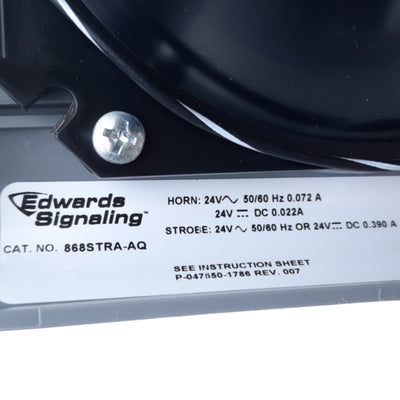 Edwards
Signaling™
CAT. NO. 868STRA-AQ
HORN: 24V∿ 50/60 Hz 0.072 A
24V⎓ DC 0.022A
STROBE: 24V∿ 50/60 Hz OR 24V⎓ DC 0.390 A
SEE INSTRUCTION SHEET
P-047550-1786 REV. 007